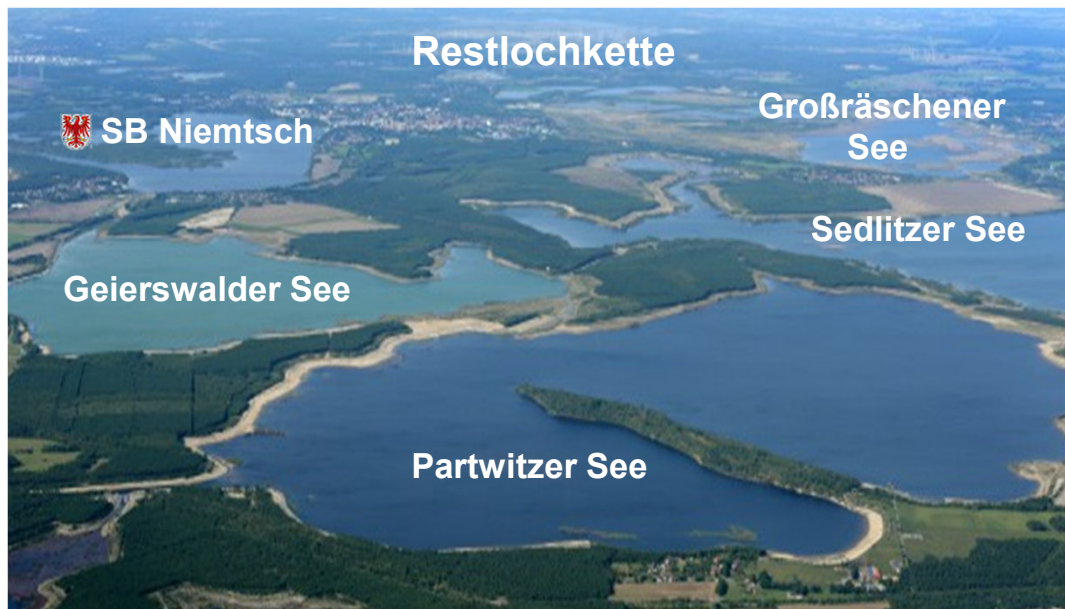 Restlochkette
Großräschener
See
SB Niemtsch
Sedlitzer See
Geierswalder See
Partwitzer See